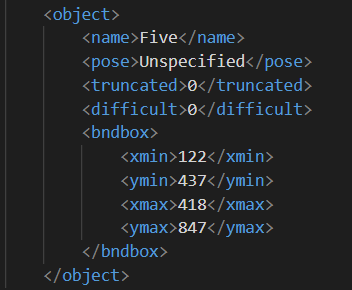 <object>
<name>Five</name>
<pose>Unspecified</pose>
<truncated>0</truncated>
<difficult>0</difficult>
<bndbox>
<xmin>122</xmin>
<ymin>437</ymin>
<xmax>418</xmax>
<ymax>847</ymax>
</bndbox>
</object>